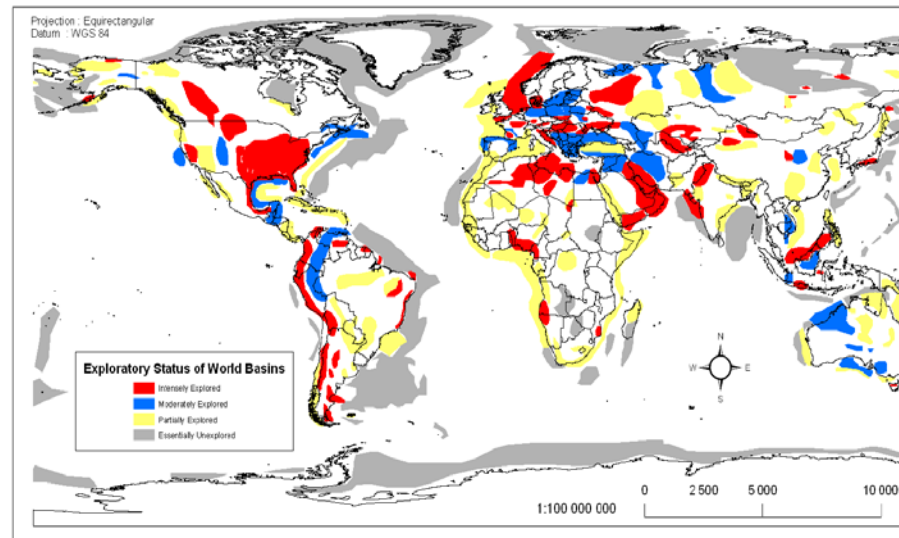 Projection : Equirectangular
Datum : WGS 84
Exploratory Status of World Basins
Intensely Explored
Moderately Explored
Partially Explored
Essentially Unexplored
N
W E
S
1:100 000 000
0 2 500 5 000 10 000